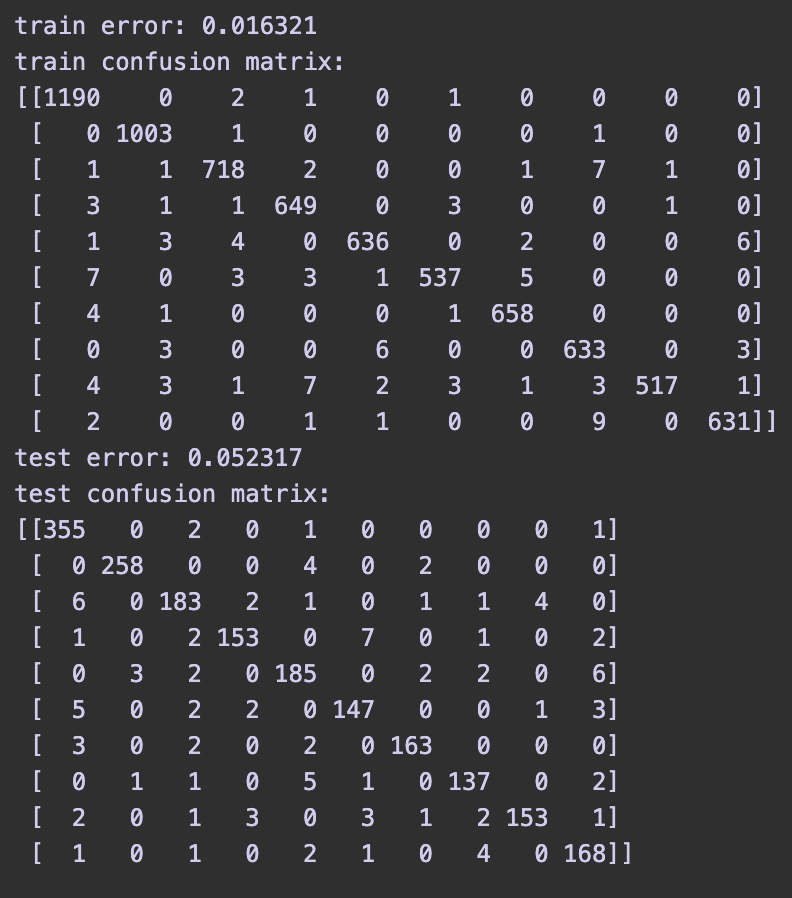 train error: 0.016321
train confusion matrix:
[[1190    0    2    1    0    1    0    0    0    0]
 [   0 1003    1    0    0    0    0    1    0    0]
 [   1    1  718    2    0    0    1    7    1    0]
 [   3    1    1  649    0    3    0    0    1    0]
 [   1    3    4    0  636    0    2    0    0    6]
 [   7    0    3    3    1  537    5    0    0    0]
 [   4    1    0    0    0    1  658    0    0    0]
 [   0    3    0    0    6    0    0  633    0    3]
 [   4    3    1    7    2    3    1    3  517    1]
 [   2    0    0    1    1    0    0    9    0  631]]
test error: 0.052317
test confusion matrix:
[[355   0   2   0   1   0   0   0   0   1]
 [  0 258   0   0   4   0   2   0   0   0]
 [  6   0 183   2   1   0   1   1   4   0]
 [  1   0   2 153   0   7   0   1   0   2]
 [  0   3   2   0 185   0   2   2   0   6]
 [  5   0   2   2   0 147   0   0   1   3]
 [  3   0   2   0   2   0 163   0   0   0]
 [  0   1   1   0   5   1   0 137   0   2]
 [  2   0   1   3   0   3   1   2 153   1]
 [  1   0   1   0   2   1   0   4   0 168]]